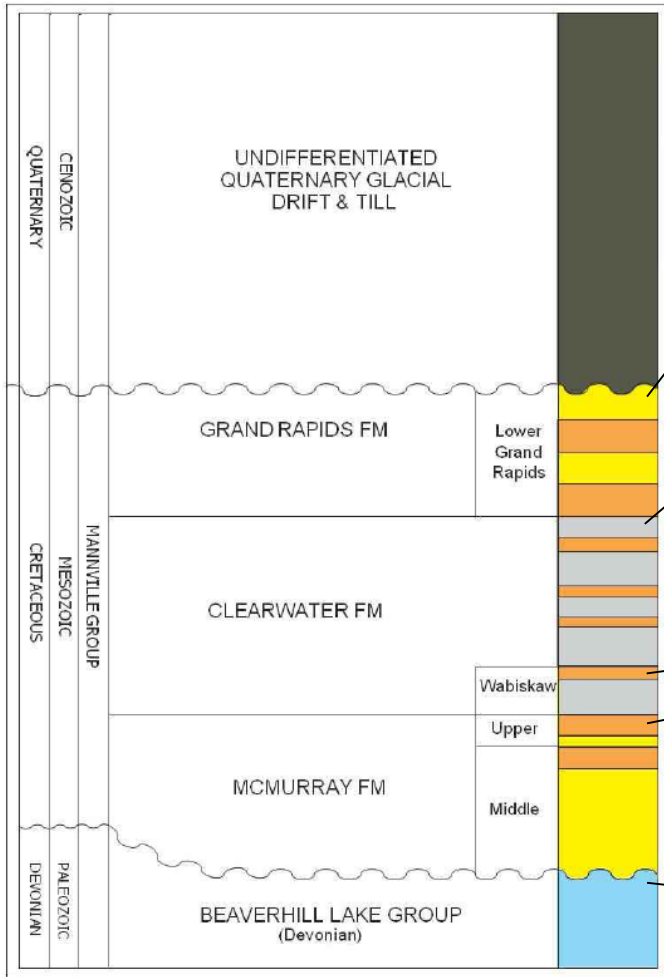 QUATERNARY
CENOZOIC
UNDIFFERENTIATED
QUATERNARY GLACIAL
DRIFT & TILL
CRETACEOUS
MESOZOIC
MANNVILLE GROUP
GRAND RAPIDS FM
Lower
Grand
Rapids
CLEARWATER FM
Wabiskaw
Upper
MCMURRAY FM
Middle
DEVONIAN
PALEOZOIC
BEAVERHILL LAKE GROUP
(Devonian)